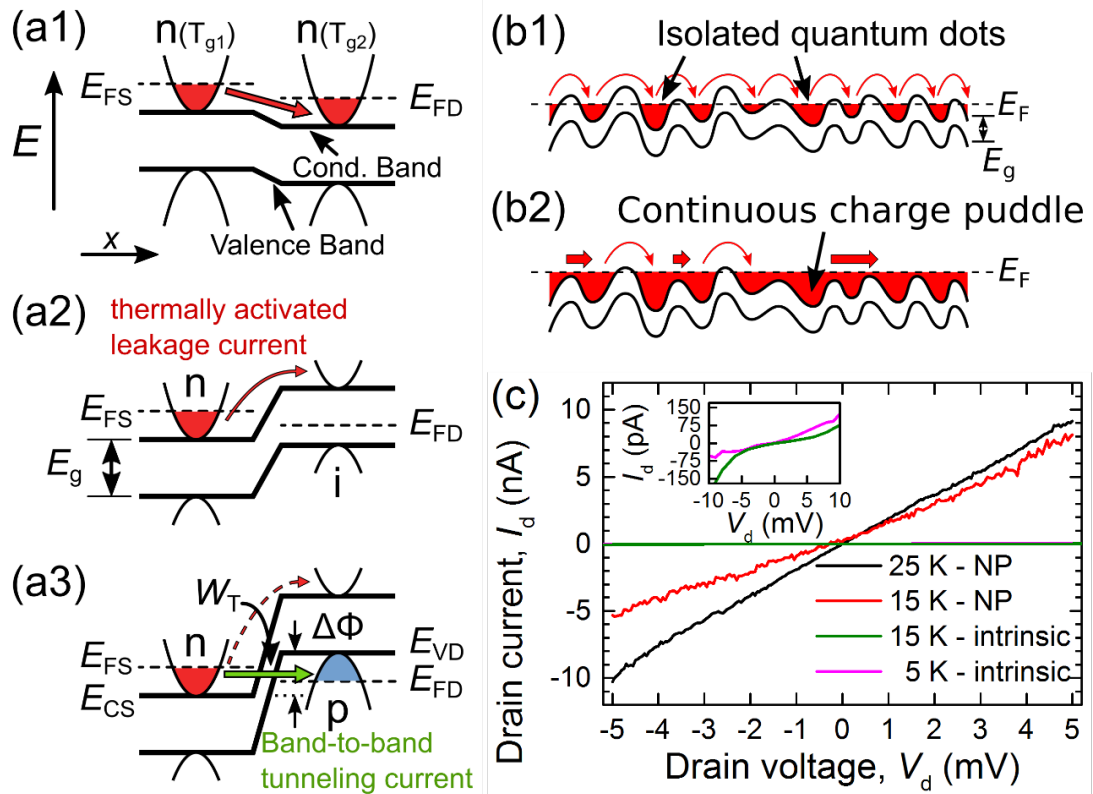 (a1)
n(Tg1)
n(Tg2)
EFS
EFD
E
Cond. Band
x
Valence Band
(a2)
thermally activated
leakage current
n
EFS
EFD
Eg
i
(a3)
WT
n
ΔΦ
EFS
EVD
ECS
EFD
p
Band-to-band
tunneling current
(b1)
Isolated quantum dots
EF
Eg
(b2)
Continuous charge puddle
EF
(c)
10
5
0
-5
-10
Drain current, Id (nA)
150
75
0
-75
-150
Id (pA)
-10 -5 0 5 10
Vd (mV)
25 K - NP
15 K - NP
15 K - intrinsic
5 K - intrinsic
-5 -4 -3 -2 -1 0 1 2 3 4 5
Drain voltage, Vd (mV)